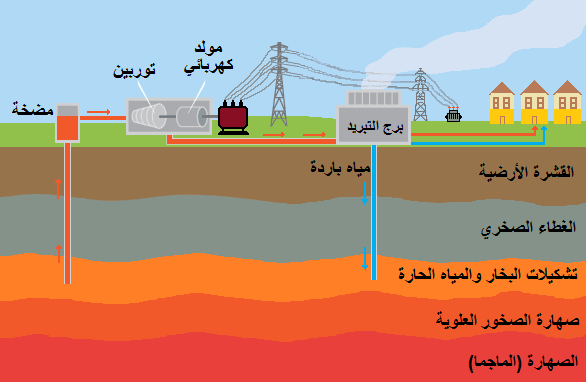 مولد
كهربائي
توربين
مضخة
برج التبريد
مياه باردة
القشرة الأرضية
الغطاء الصخري
تشكيلات البخار والمياه الحارة
صهارة الصخور العلوية
الصهارة (الماجما)